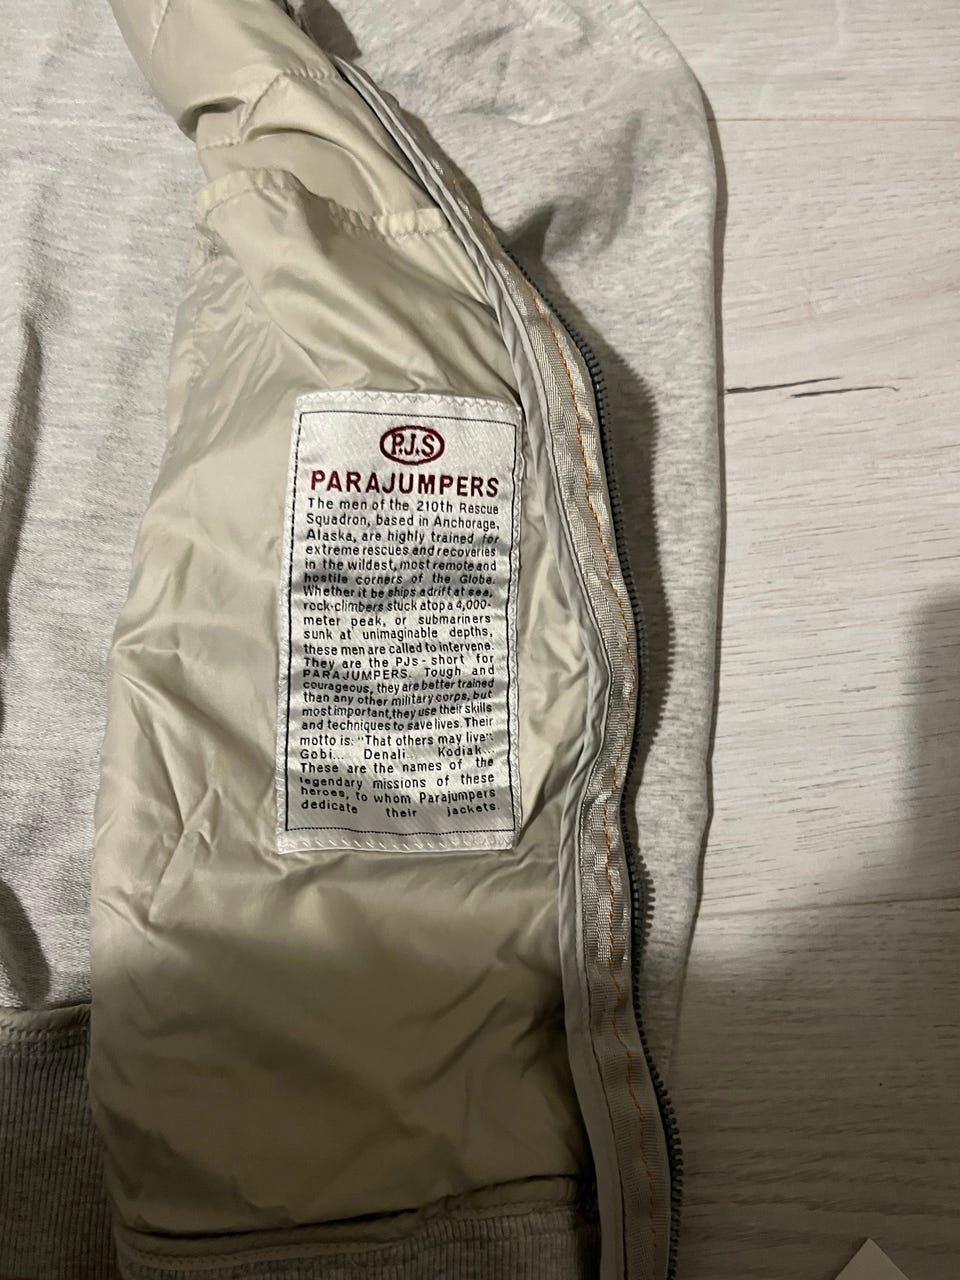 P.J.S
PARAJUMPERS
The men of the 210th Rescue
Squadron, based in Anchorage,
Alaska, are highly trained for
extreme rescues and recoveries
in the wildest, most remote and
hostile corners of the Globe.
Whether it be ships adrift at sea,
rock-climbers stuck atop a 4,000-
meter peak, or submariners
sunk at unimaginable depths,
these men are called to intervene.
They are the PJs - short for
PARAJUMPERS. Tough and
courageous, they are better trained
than any other military corps, but
most important, they use their skills
and techniques to save lives. Their
motto is: "That others may live".
Gobi... Denali... Kodiak...
These are the names of the
legendary missions of these
heroes, to whom Parajumpers
dedicate their jackets.